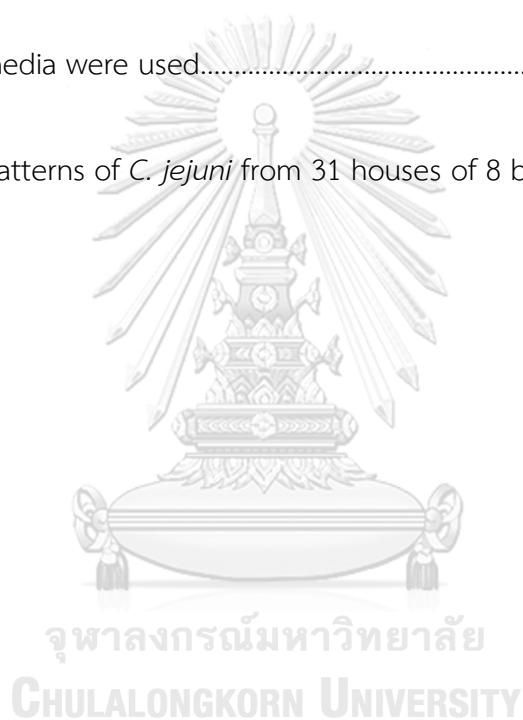 nedia were used..........................................
atterns of C. jejuni from 31 houses of 8 b
จุฬาลงกรณ์มหาวิทยาลัย
CHULALONGKORN UNIVERSITY